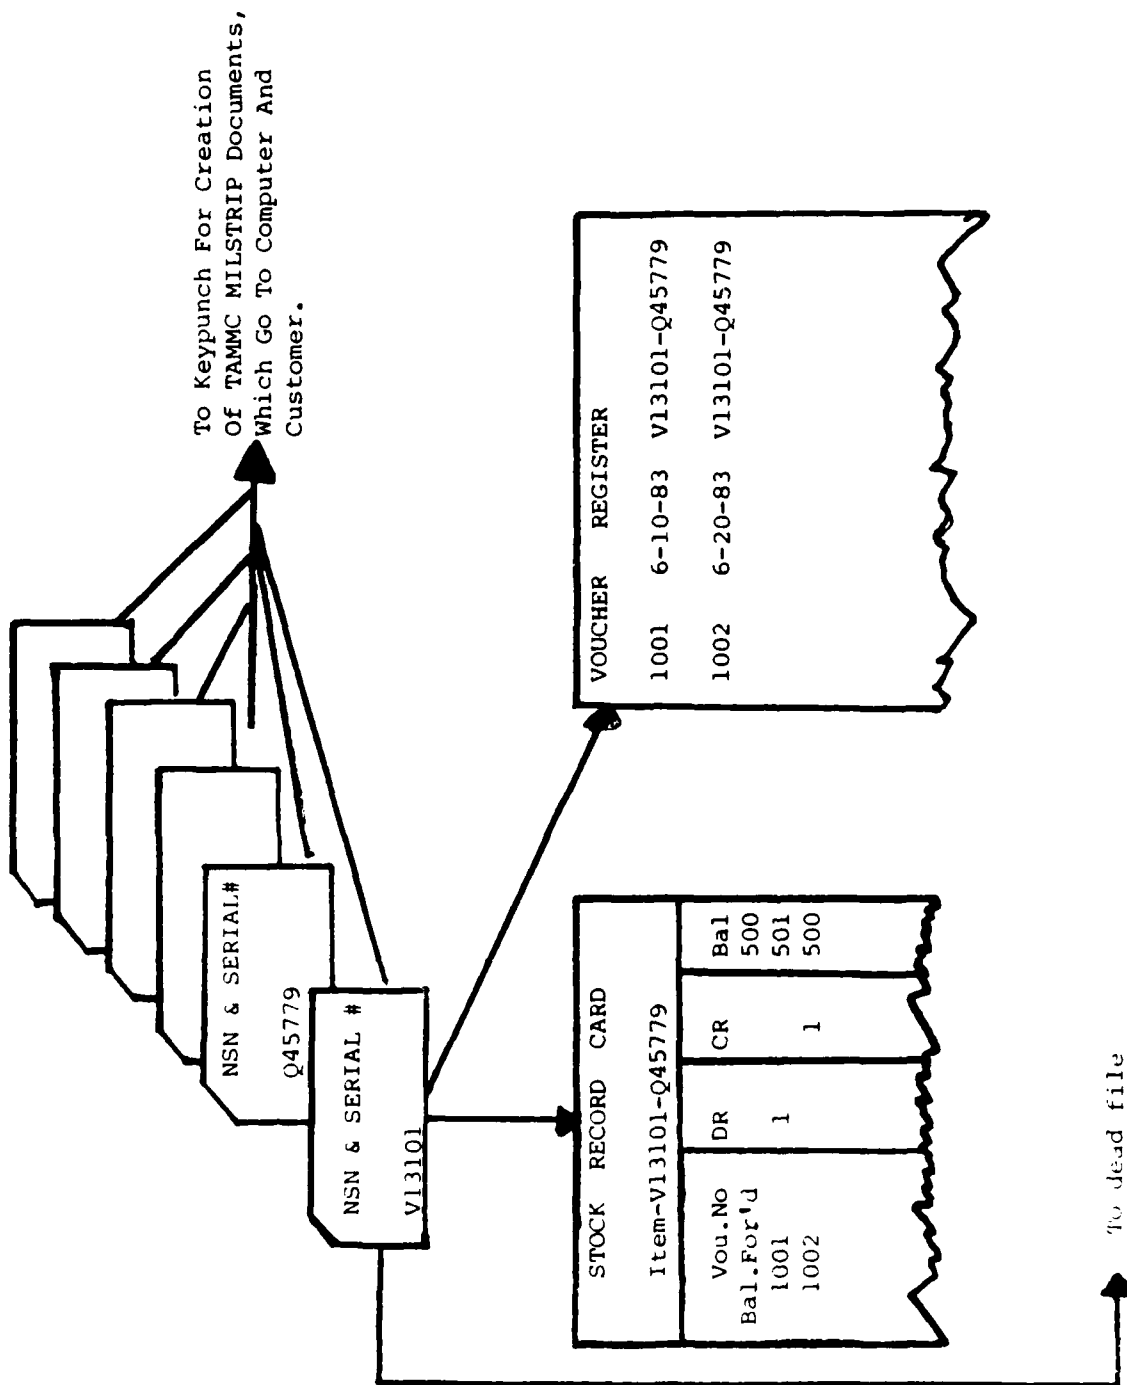 To Keypunch For Creation
Of TAMMC MILSTRIP Documents,
Which Go To Computer And
Customer.
NSN & SERIAL#
Q45779
NSN & SERIAL #
V13101
STOCK RECORD CARD
Item-V13101-Q45779
Vou.No DR CR Bal
Bal.For'd 500
1001 1 501
1002 1 500
VOUCHER REGISTER
1001 6-10-83 V13101-Q45779
1002 6-20-83 V13101-Q45779
To dead file